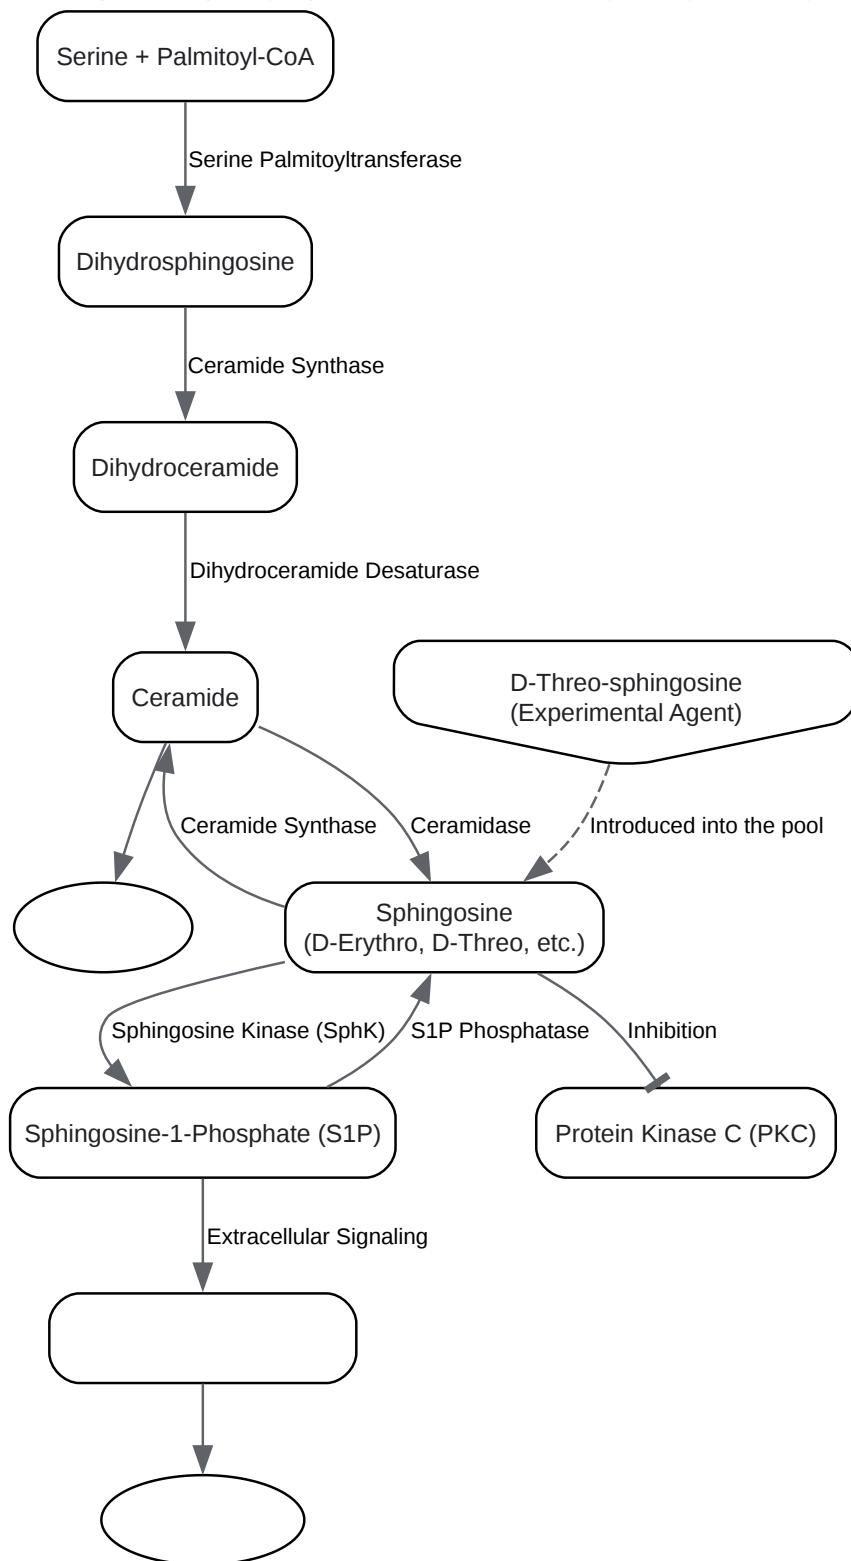 Serine + Palmitoyl-CoA
Serine Palmitoyltransferase
Dihydrosphingosine
Ceramide Synthase
Dihydroceramide
Dihydroceramide Desaturase
Ceramide
D-Threo-sphingosine
(Experimental Agent)
Ceramide Synthase
Ceramidase
Introduced into the pool
Sphingosine
(D-Erythro, D-Threo, etc.)
Sphingosine Kinase (SphK)
S1P Phosphatase
Inhibition
Sphingosine-1-Phosphate (S1P)
Protein Kinase C (PKC)
Extracellular Signaling